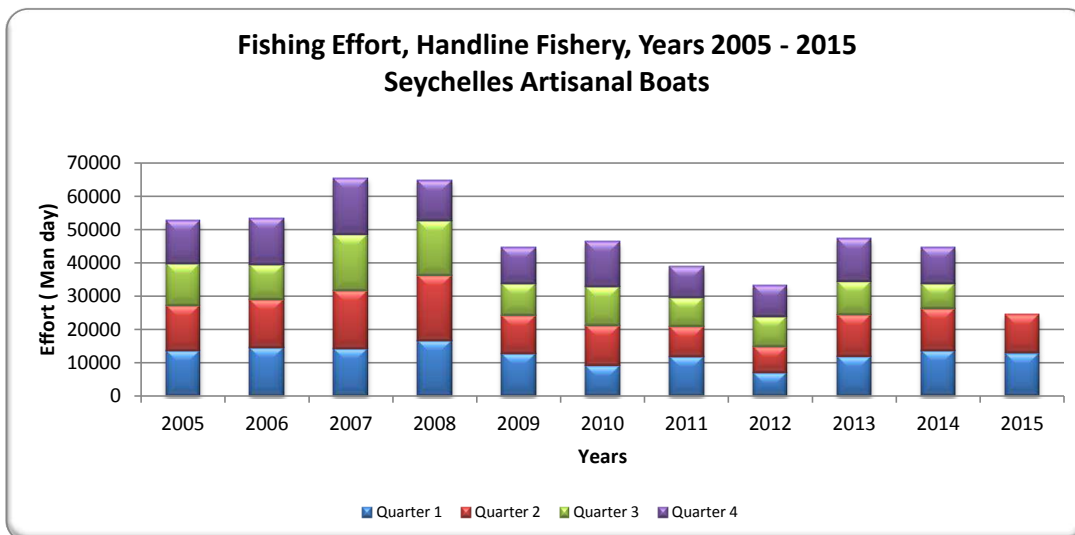 Fishing Effort, Handline Fishery, Years 2005 - 2015
Seychelles Artisanal Boats
Effort ( Man day)
70000
60000
50000
40000
30000
20000
10000
0
2005 2006 2007 2008 2009 2010 2011 2012 2013 2014 2015
Years
Quarter 1 Quarter 2 Quarter 3 Quarter 4